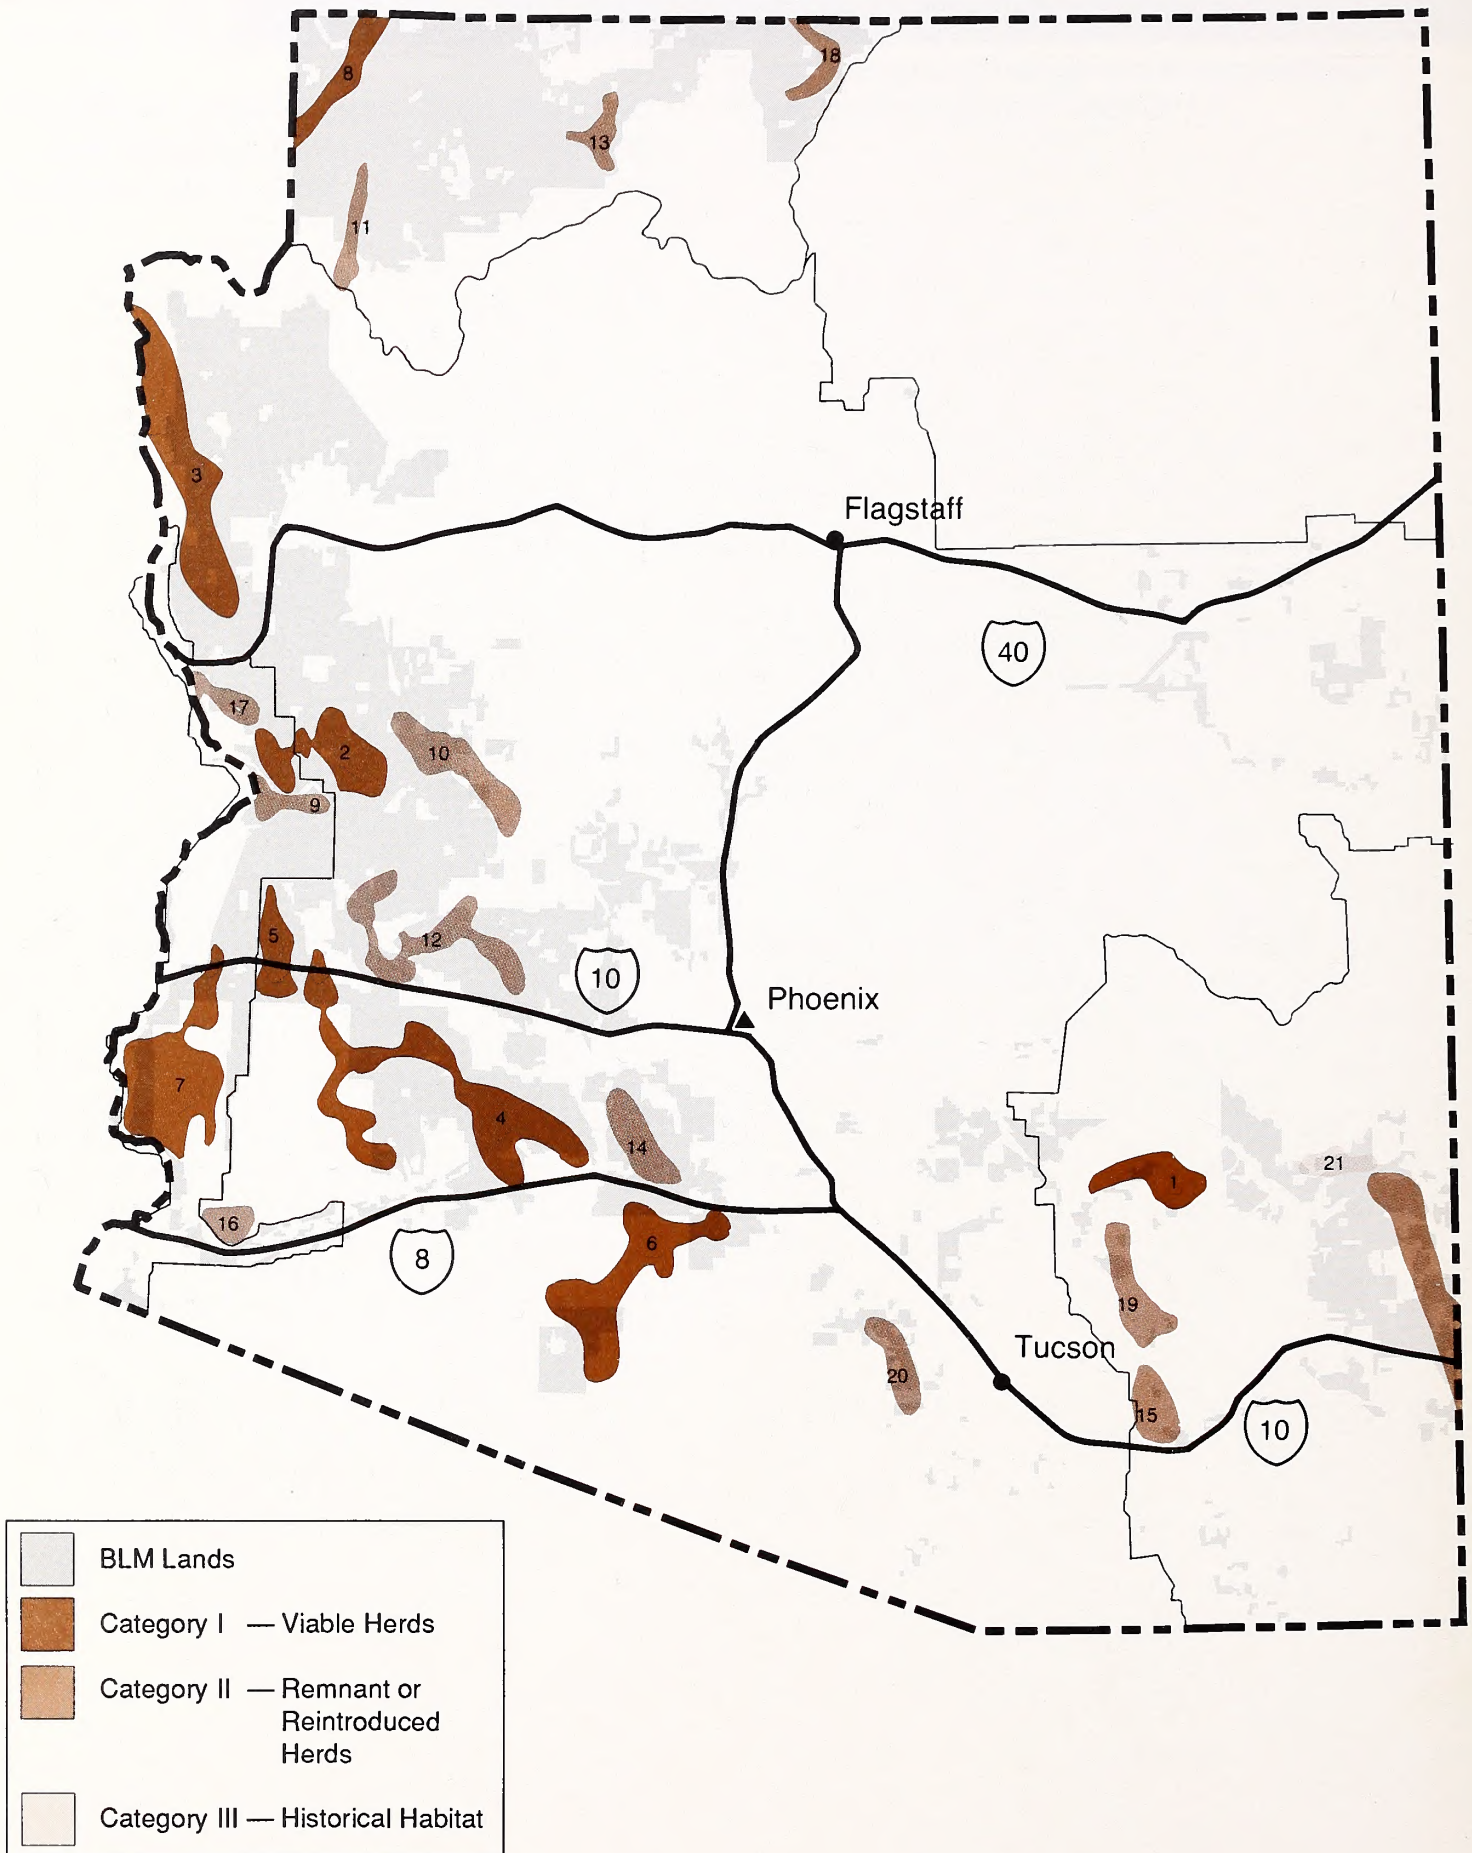 8
18
13
11
3
Flagstaff
40
17
2
10
9
5
12
10
Phoenix
7
4
14
1
21
16
6
8
19
Tucson
20
15
10
BLM Lands
Category I — Viable Herds
Category II — Remnant or
Reintroduced
Herds
Category III — Historical Habitat